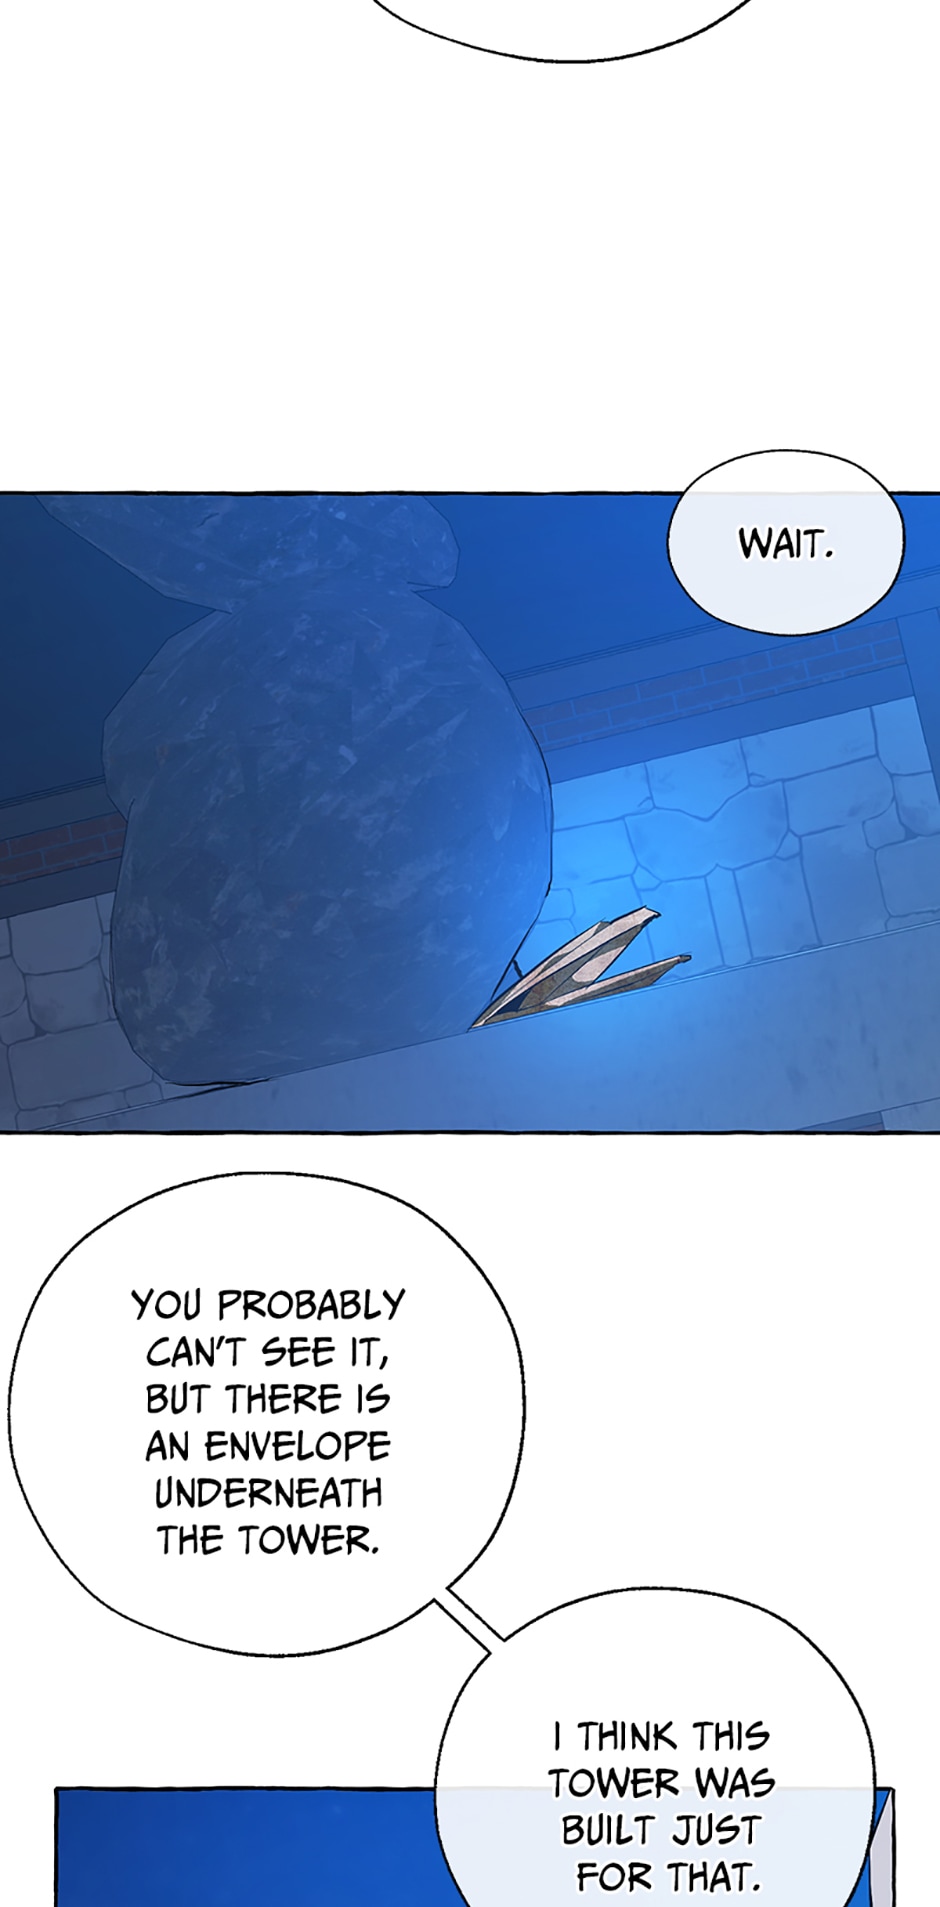 WAIT.
YOU PROBABLY
CAN'T SEE IT,
BUT THERE IS
AN ENVELOPE
UNDERNEATH
THE TOWER.
I THINK THIS
TOWER WAS
BUILT JUST
FOR THAT.